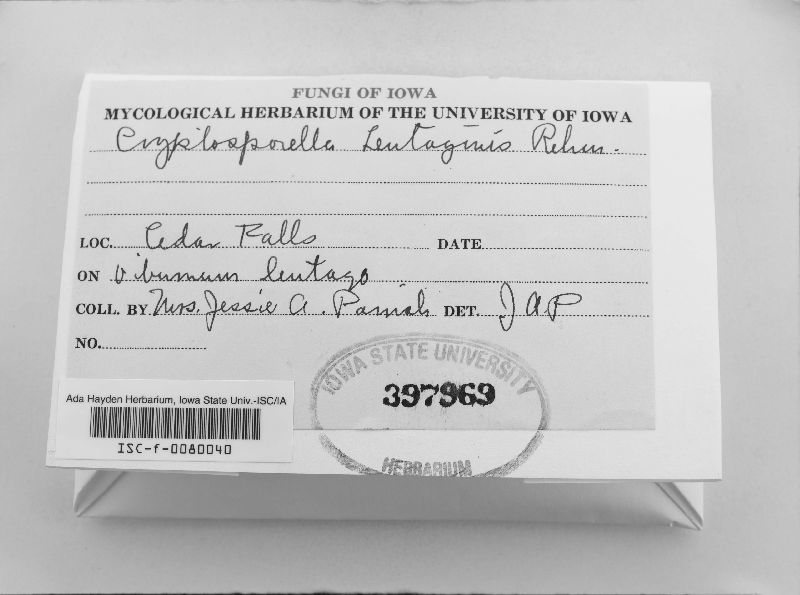 FUNGI OF IOWA
MYCOLOGICAL HERBARIUM OF THE UNIVERSITY OF IOWA
Cryptosporella Lentaginis Rehm.
LOC. Cedar Falls DATE
ON Viburnum lentago
COLL. BY Mrs. Jessie A. Parrish DET. J A P
NO.
IOWA STATE UNIVERSITY
397969
HERBARIUM
Ada Hayden Herbarium, Iowa State Univ.-ISC/IA
ISC-f-0080040